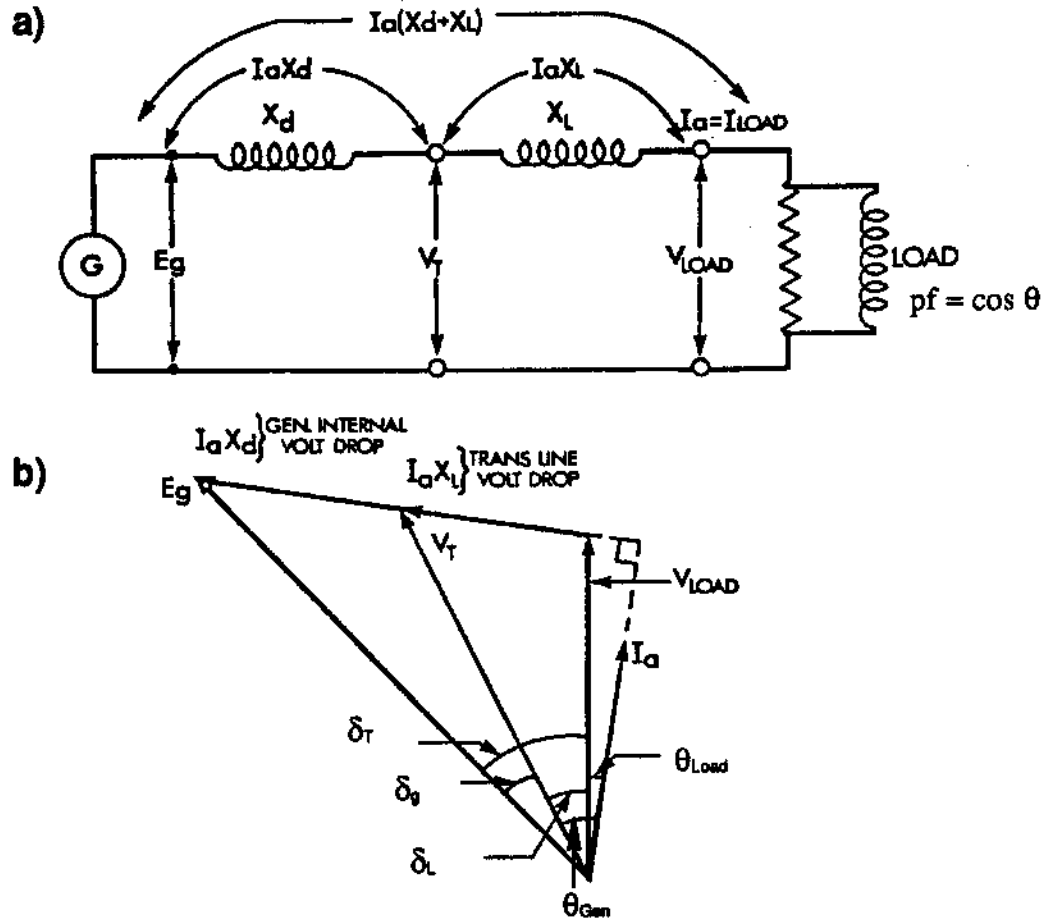 a)
Ia(Xd+XL)
IaXd
IaXL
Xd
XL
Ia=ILOAD
G
Eg
VT
VLOAD
LOAD
pf = cos θ
b)
IaXd} GEN. INTERNAL VOLT DROP
IaXL} TRANS LINE VOLT DROP
Eg
VT
VLOAD
Ia
δT
θLoad
δg
δL
θGen